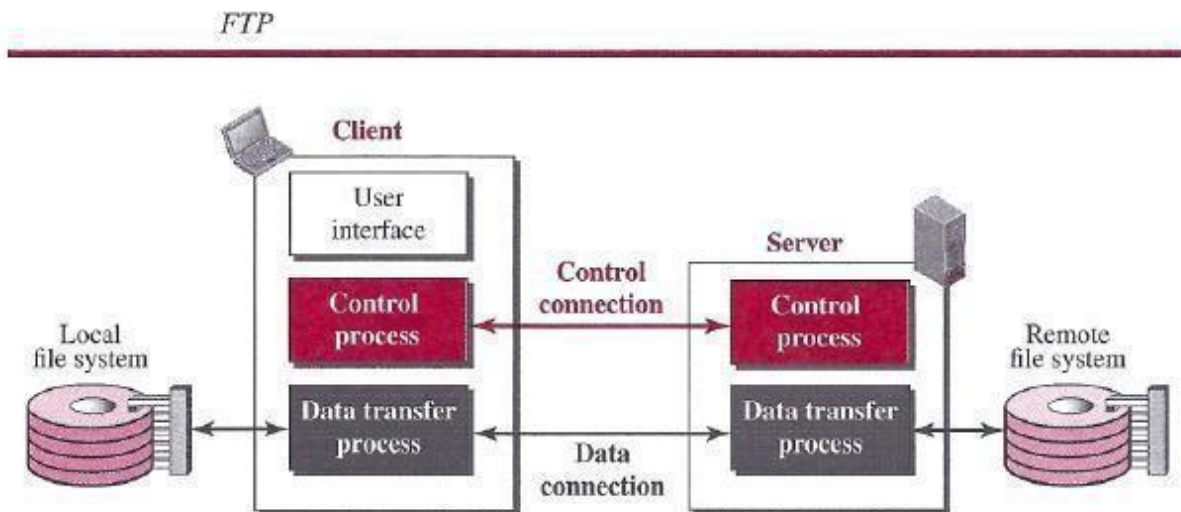 FTP
Client
User
interface
Server
Control
connection
Control
process
Control
process
Local
file system
Remote
file system
Data transfer
process
Data transfer
process
Data
connection